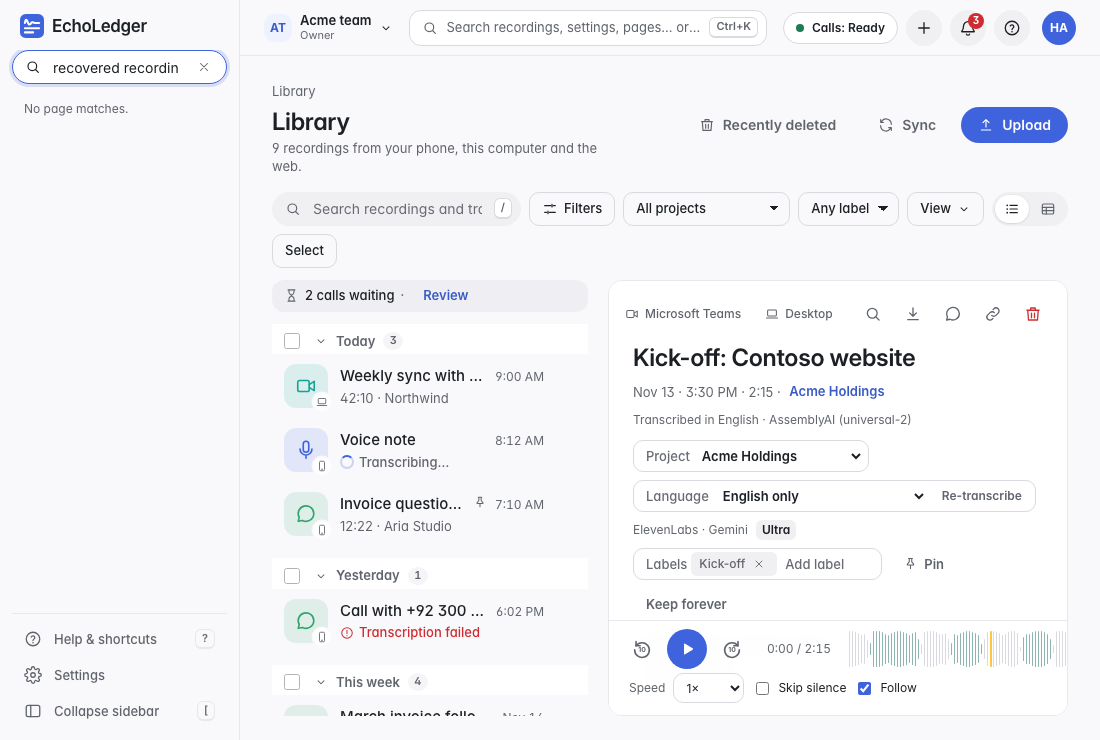 EchoLedger
recovered recordin
No page matches.
Help & shortcuts ?
Settings
Collapse sidebar [
AT Acme team
Owner
Search recordings, settings, pages... or... Ctrl+K
Calls: Ready
3
HA
Library
Library
9 recordings from your phone, this computer and the
web.
Recently deleted Sync Upload
Search recordings and tra /
Filters All projects Any label View
Select
2 calls waiting · Review
Today 3
Weekly sync with ... 9:00 AM
42:10 · Northwind
Voice note 8:12 AM
Transcribing...
Invoice questio... 7:10 AM
12:22 · Aria Studio
Yesterday 1
Call with +92 300 ... 6:02 PM
Transcription failed
This week 4
Microsoft Teams Desktop
Kick-off: Contoso website
Nov 13 · 3:30 PM · 2:15 · Acme Holdings
Transcribed in English · AssemblyAI (universal-2)
Project Acme Holdings
Language English only Re-transcribe
ElevenLabs · Gemini Ultra
Labels Kick-off Add label Pin
Keep forever
10 10 0:00 / 2:15
Speed 1× Skip silence Follow